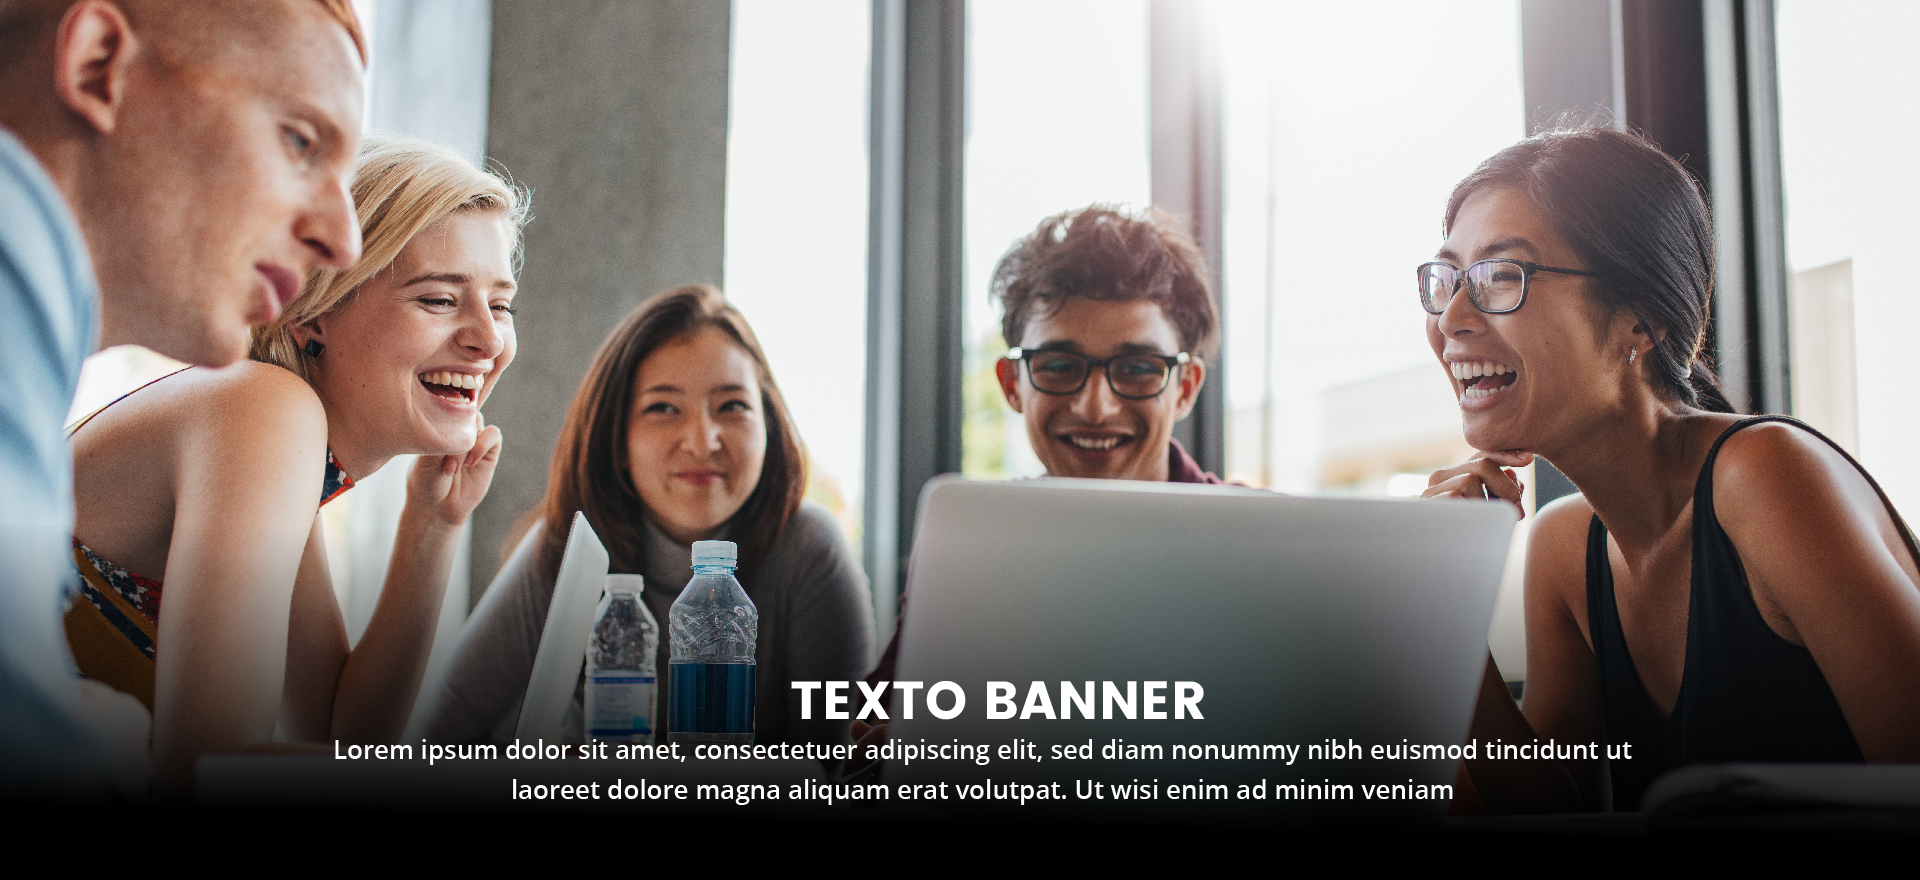 TEXTO BANNER
Lorem ipsum dolor sit amet, consectetuer adipiscing elit, sed diam nonummy nibh euismod tincidunt ut
laoreet dolore magna aliquam erat volutpat. Ut wisi enim ad minim veniam